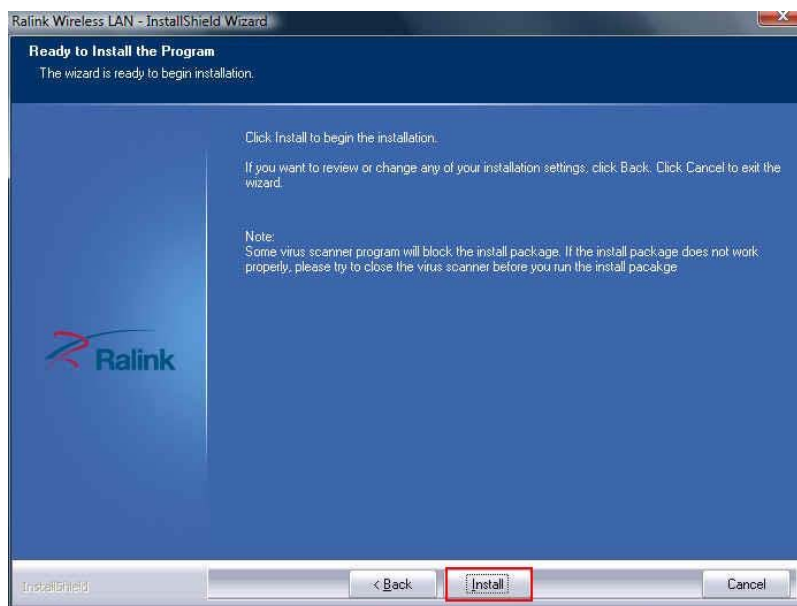 Ralink Wireless LAN - InstallShield Wizard
Ready to Install the Program
The wizard is ready to begin installation.
Click Install to begin the installation.
If you want to review or change any of your installation settings, click Back. Click Cancel to exit the
wizard.
Note:
Some virus scanner program will block the install package. If the install package does not work
properly, please try to close the virus scanner before you run the install pacakge
Ralink
InstallShield
< Back
Install
Cancel